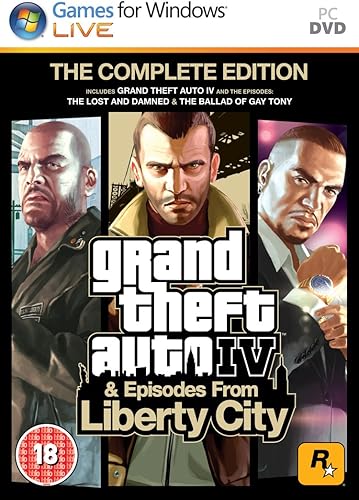 Games for Windows
LIVE
PC
DVD
THE COMPLETE EDITION
INCLUDES GRAND THEFT AUTO IV AND THE EPISODES:
THE LOST AND DAMNED & THE BALLAD OF GAY TONY
grand
theft
auto IV
& Episodes From
Liberty City
18
R